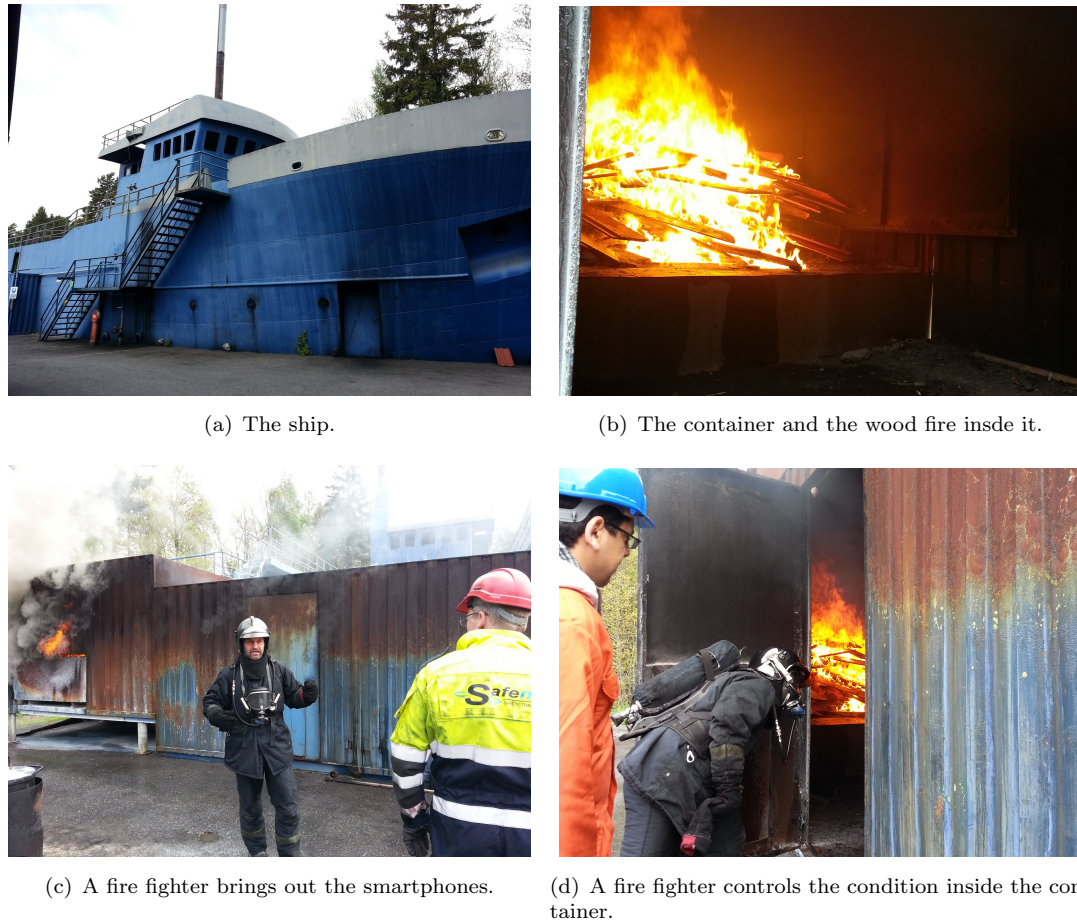 (a) The ship.
(b) The container and the wood fire insde it.
Safe
(c) A fire fighter brings out the smartphones.
(d) A fire fighter controls the condition inside the con
tainer.